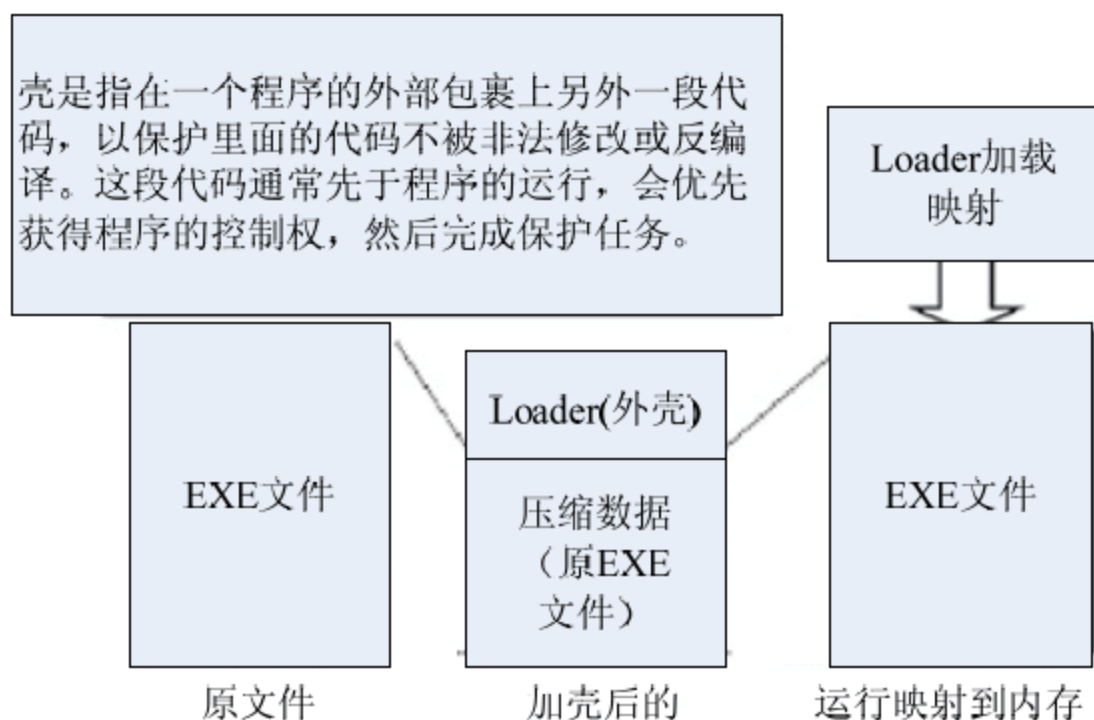 壳是指在一个程序的外部包裹上另外一段代
码，以保护里面的代码不被非法修改或反编
译。这段代码通常先于程序的运行，会优先
获得程序的控制权，然后完成保护任务。
Loader加载
映射
EXE文件
Loader(外壳)
压缩数据
（原EXE
文件）
EXE文件
原文件
加壳后的
运行映射到内存